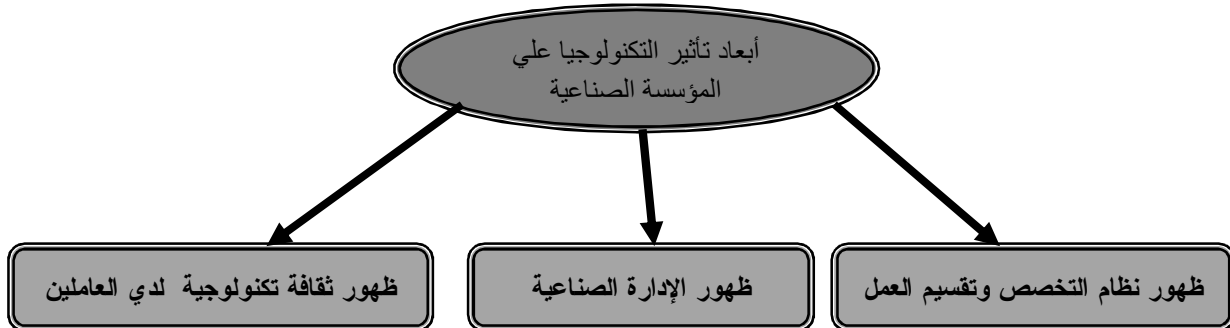 أبعاد تأثير التكنولوجيا علي
المؤسسة الصناعية
ظهور نظام التخصص وتقسيم العمل
ظهور الإدارة الصناعية
ظهور ثقافة تكنولوجية لدي العاملين